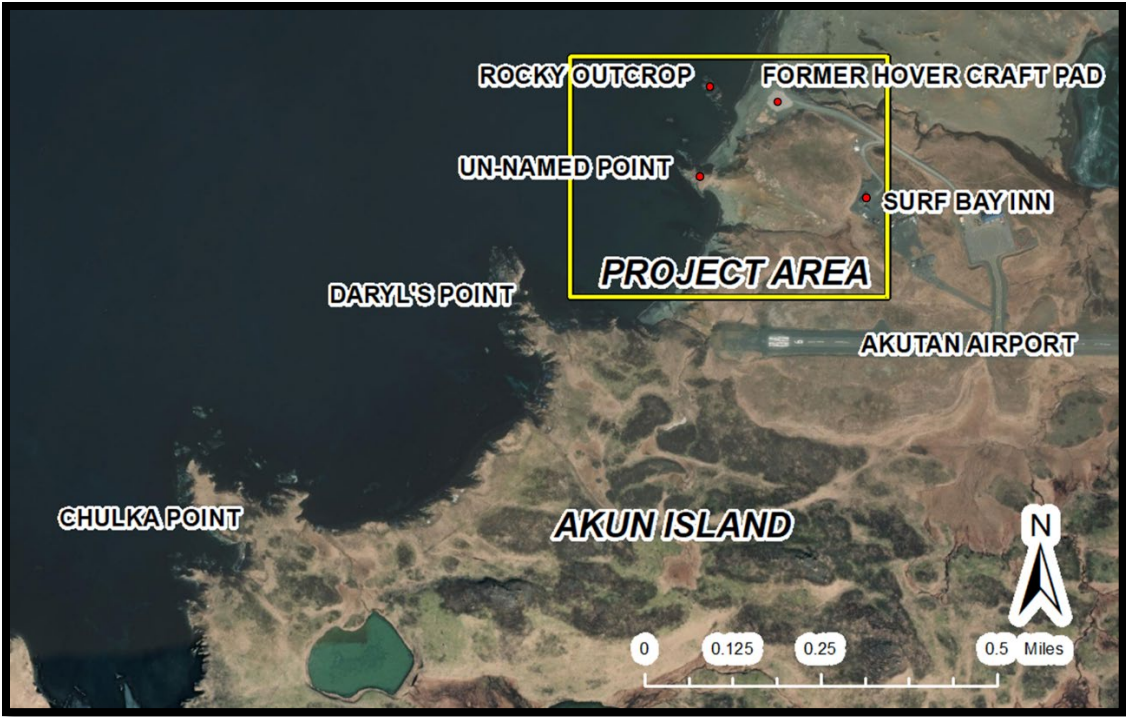 ROCKY OUTCROP
FORMER HOVER CRAFT PAD
UN-NAMED POINT
SURF BAY INN
PROJECT AREA
DARYL'S POINT
AKUTAN AIRPORT
CHULKA POINT
AKUN ISLAND
N
0 0.125 0.25 0.5 Miles